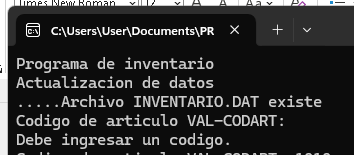 Times New Roman
C:\Users\User\Documents\PR
Programa de inventario
Actualizacion de datos
.....Archivo INVENTARIO.DAT existe
Codigo de articulo VAL-CODART:
Debe ingresar un codigo.